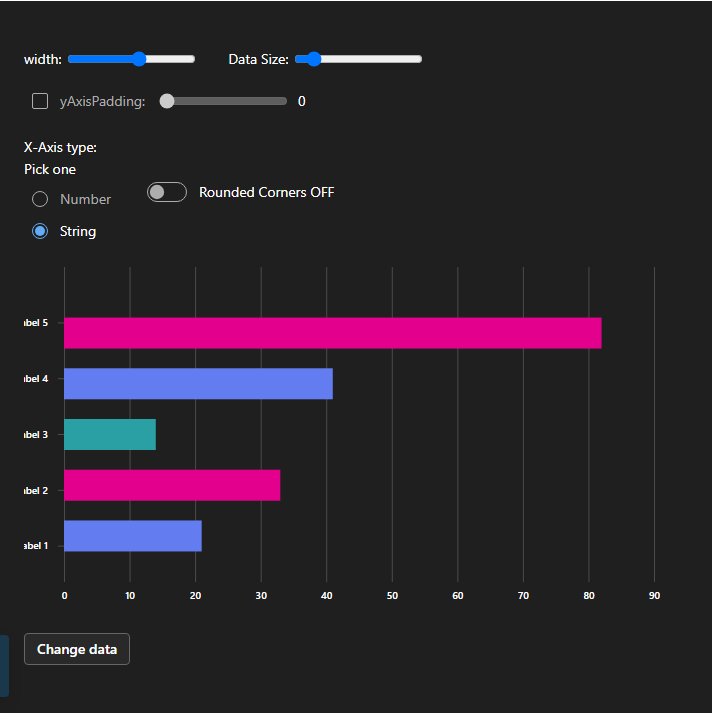 width:
Data Size:
yAxisPadding:
0
X-Axis type:
Pick one
Number
Rounded Corners OFF
String
abel 5
abel 4
abel 3
abel 2
abel 1
0 10 20 30 40 50 60 70 80 90
Change data